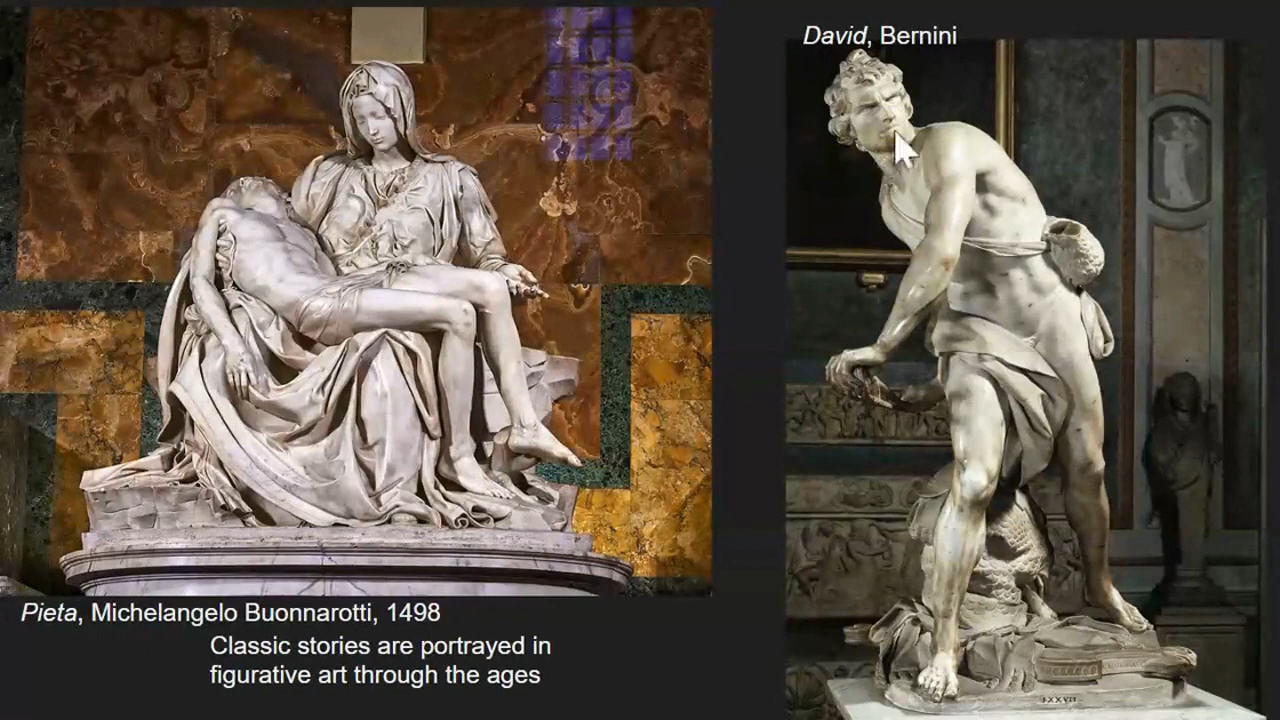 David, Bernini
Pieta, Michelangelo Buonnarotti, 1498
Classic stories are portrayed in
figurative art through the ages